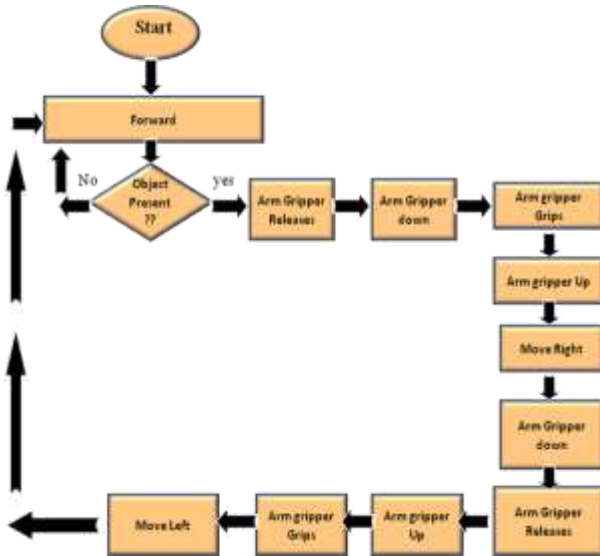 Start
Forward
No
Object
Present
??
yes
Arm Gripper
Releases
Arm Gripper
down
Arm gripper
Grips
Arm gripper Up
Move Right
Arm Gripper
down
Arm Gripper
Releases
Arm gripper
Up
Arm gripper
Grips
Move Left